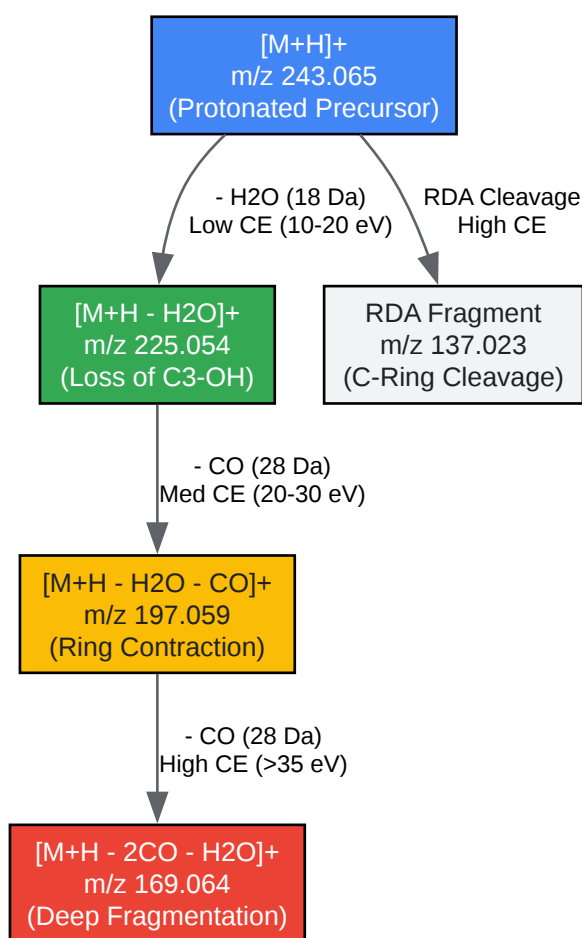 [M+H]+
m/z 243.065
(Protonated Precursor)
- H2O (18 Da)
Low CE (10-20 eV)
RDA Cleavage
High CE
[M+H - H2O]+
m/z 225.054
(Loss of C3-OH)
RDA Fragment
m/z 137.023
(C-Ring Cleavage)
- CO (28 Da)
Med CE (20-30 eV)
[M+H - H2O - CO]+
m/z 197.059
(Ring Contraction)
- CO (28 Da)
High CE (>35 eV)
[M+H - 2CO - H2O]+
m/z 169.064
(Deep Fragmentation)